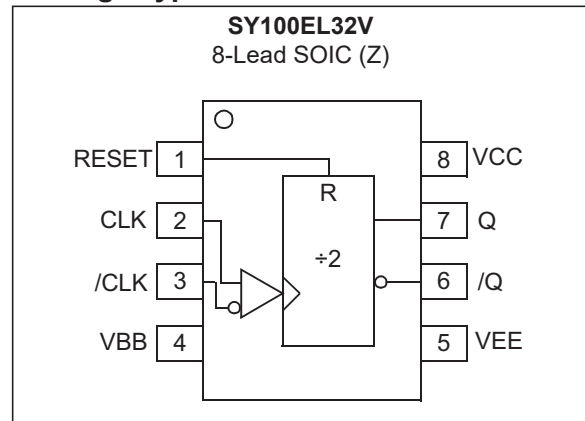 SY100EL32V
8-Lead SOIC (Z)
RESET 1
8 VCC
R
CLK 2
7 Q
÷2
/CLK 3
6 /Q
VBB 4
5 VEE